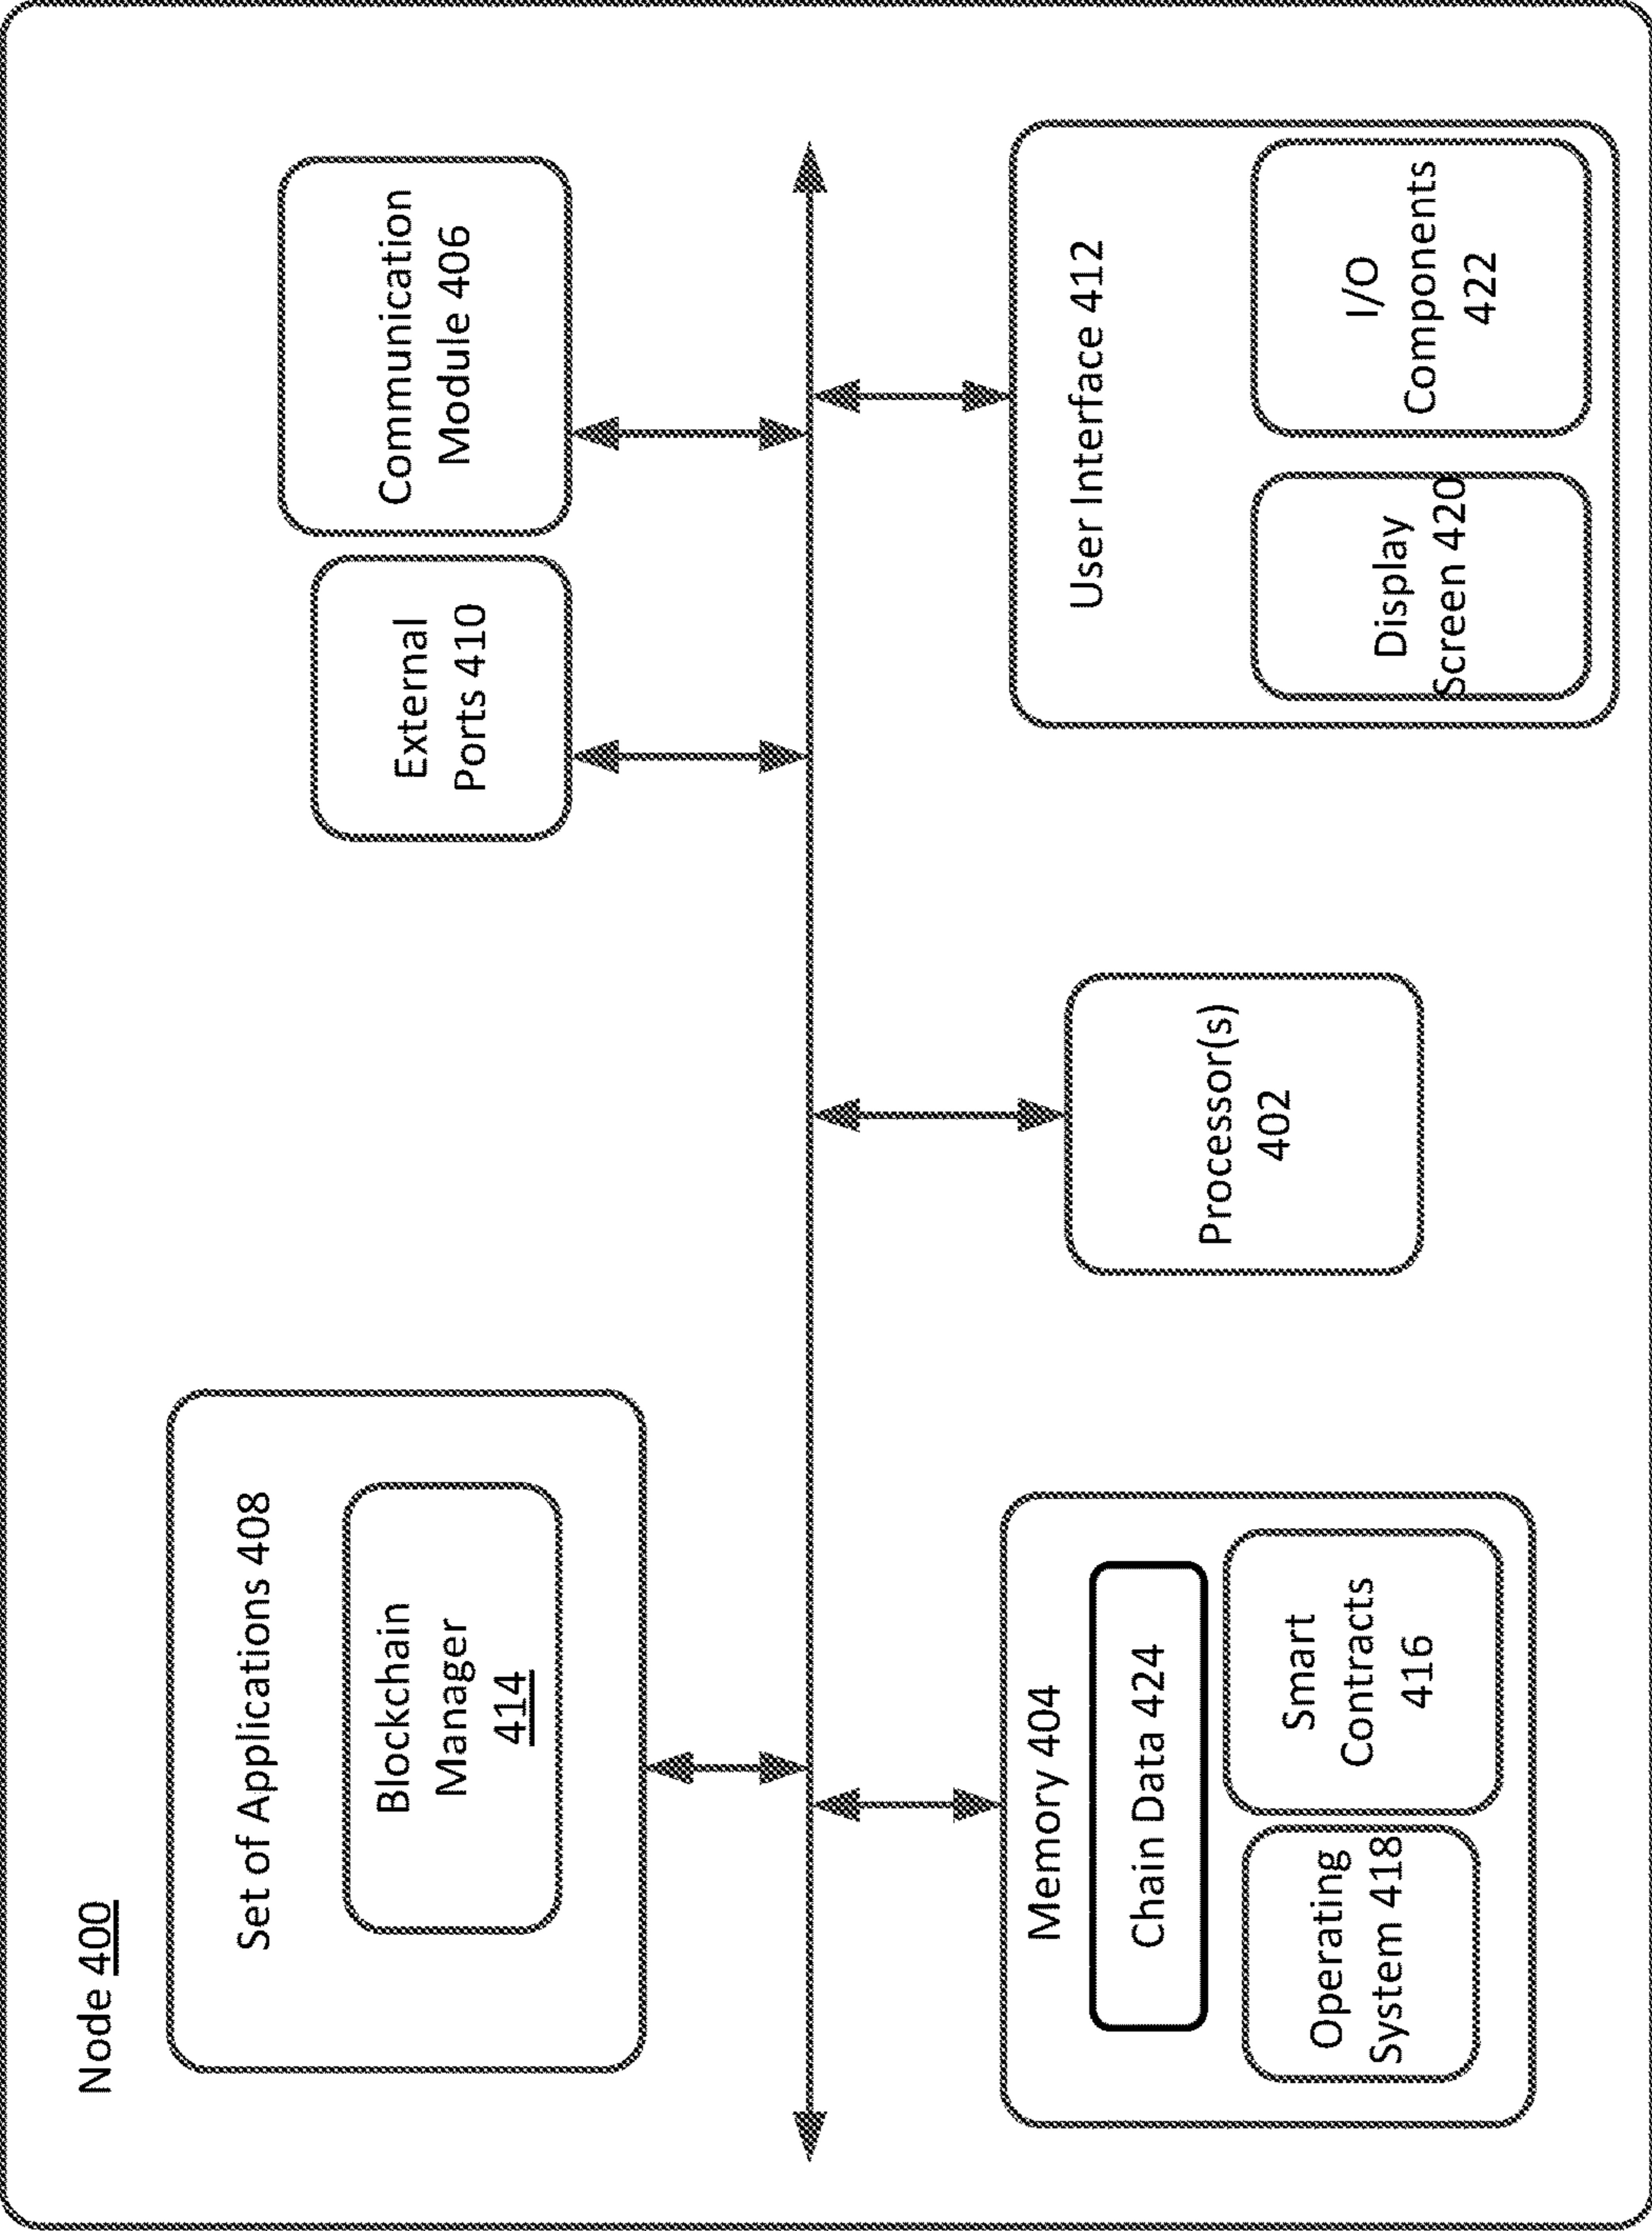 Node 400
Set of Applications 408
Blockchain
Manager
414
External
Ports 410
Communication
Module 406
Memory 404
Chain Data 424
Operating
System 418
Smart
Contracts
416
Processor(s)
402
User Interface 412
Display
Screen 420
I/O
Components
422